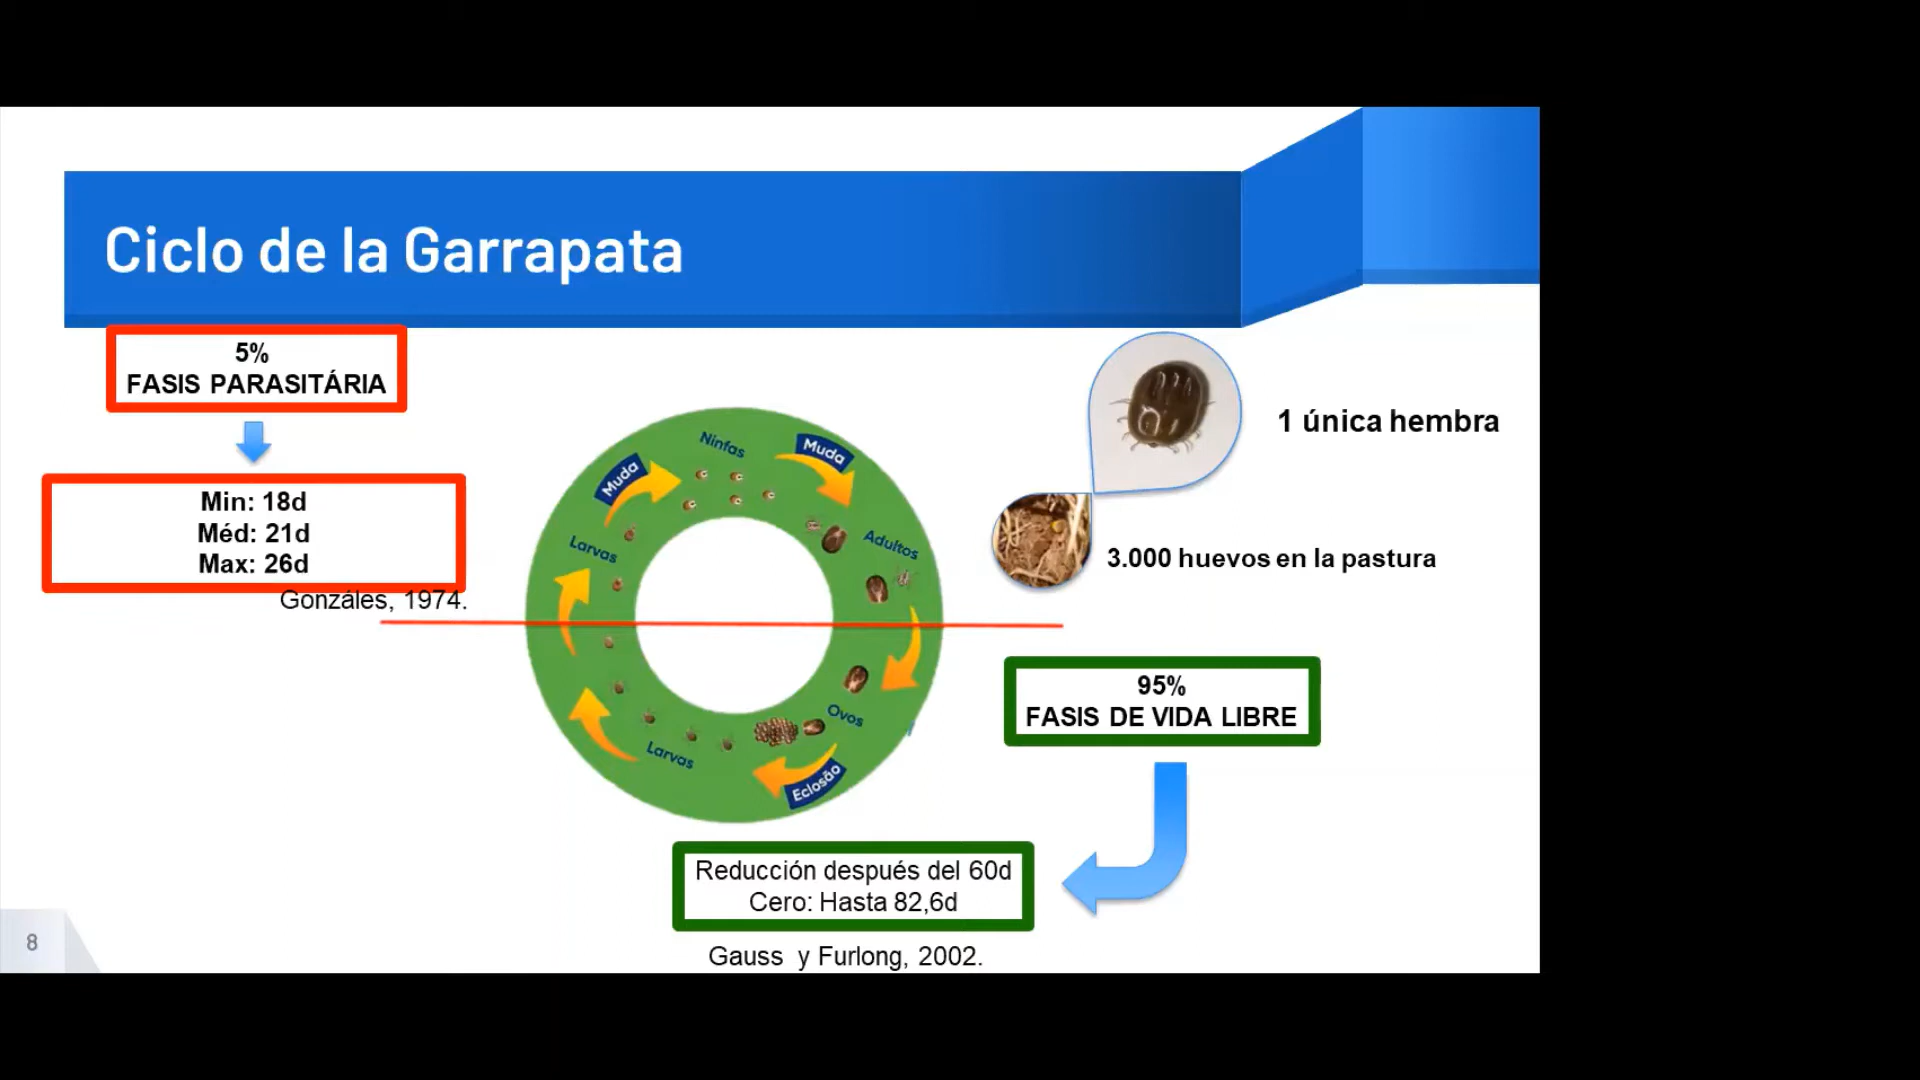 Ciclo de la Garrapata
5%
FASIS PARASITÁRIA
Min: 18d
Méd: 21d
Max: 26d
Gonzáles, 1974.
Ninfas
Muda
Muda
Larvas
Adultos
Ovos
Larvas
Eclosão
1 única hembra
3.000 huevos en la pastura
95%
FASIS DE VIDA LIBRE
Reducción después del 60d
Cero: Hasta 82,6d
Gauss y Furlong, 2002.
8